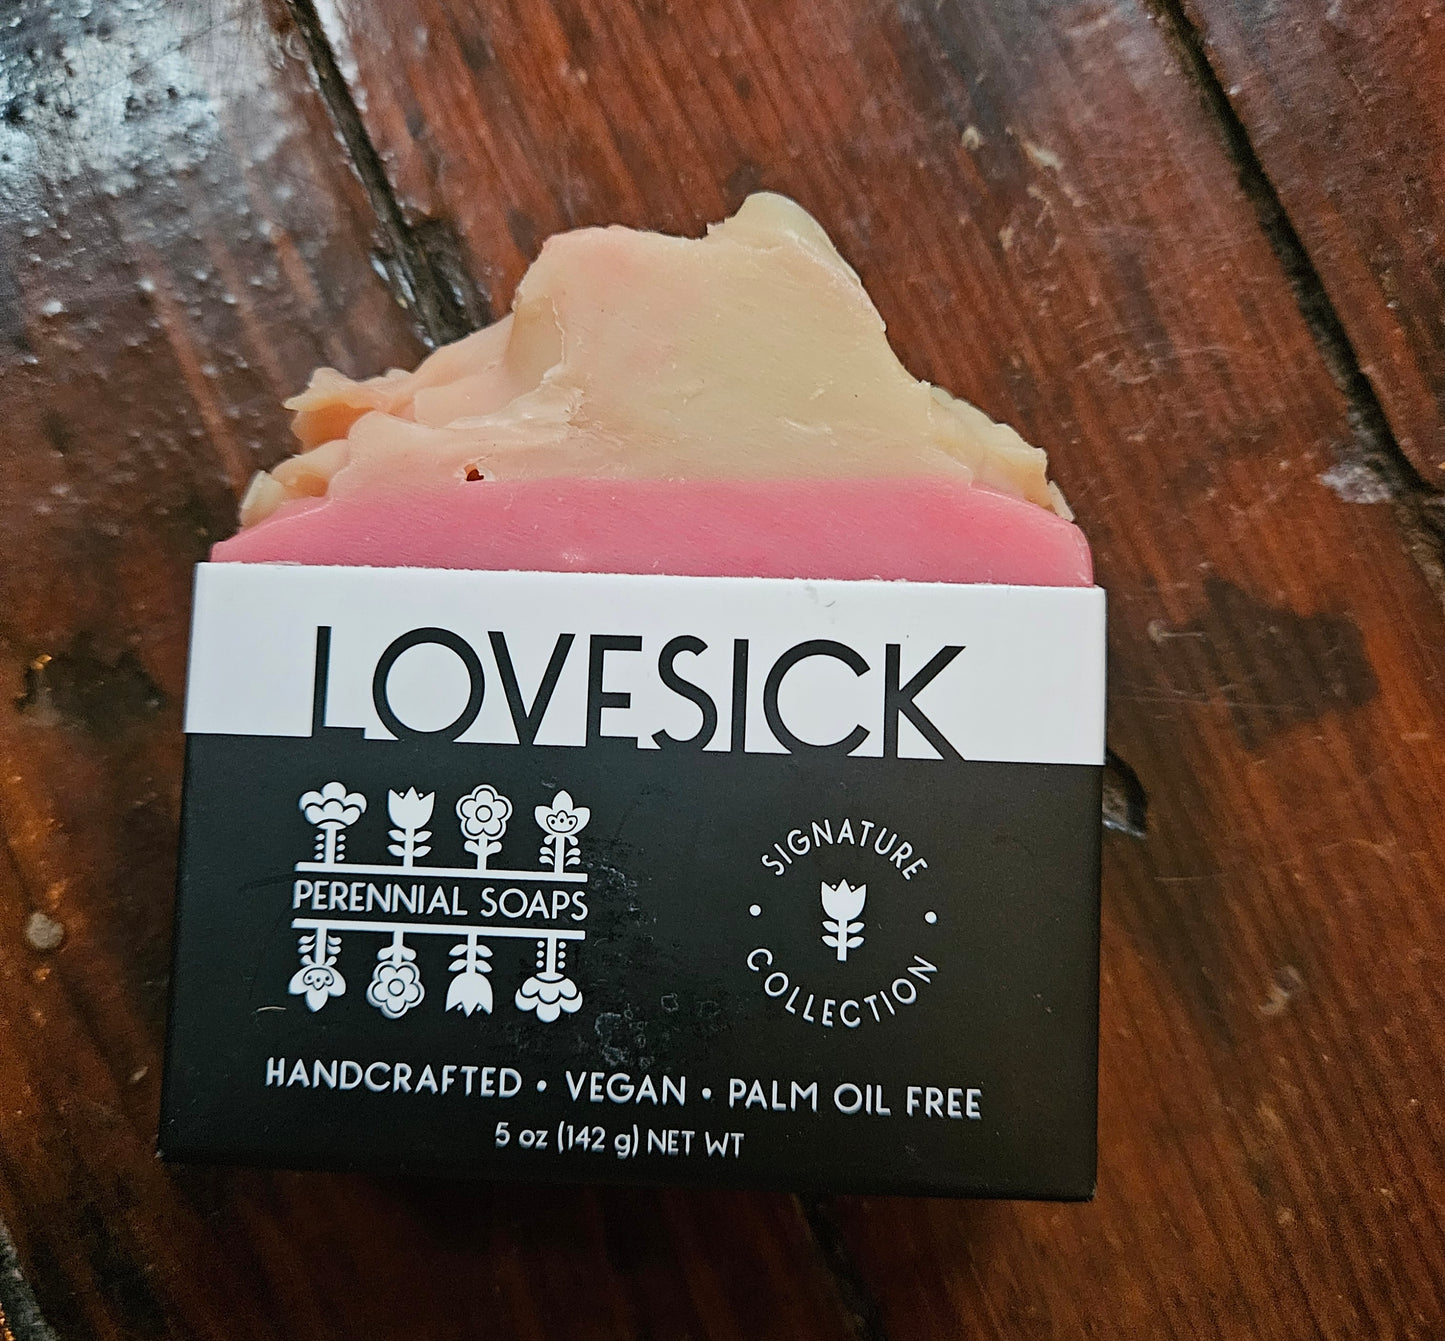 LOVESICK
PERENNIAL SOAPS
SIGNATURE
COLLECTION
HANDCRAFTED • VEGAN • PALM OIL FREE
5 oz (142 g) NET WT